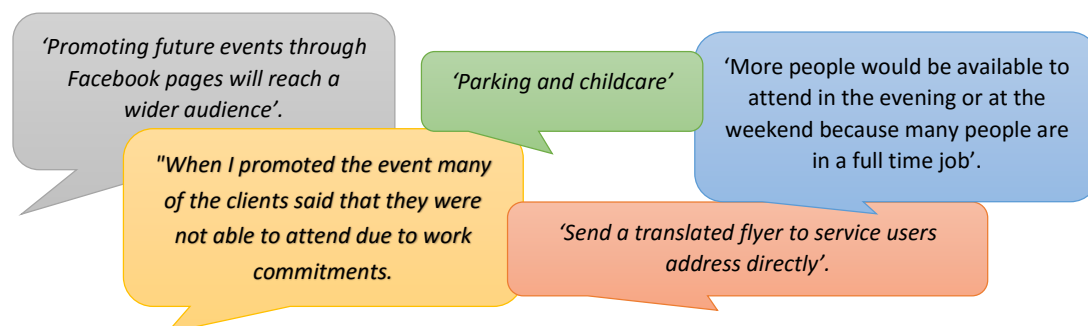 ‘Promoting future events through
Facebook pages will reach a
wider audience’.
‘Parking and childcare’
‘More people would be available to
attend in the evening or at the
weekend because many people are
in a full time job’.
"When I promoted the event many
of the clients said that they were
not able to attend due to work
commitments.
‘Send a translated flyer to service users
address directly’.